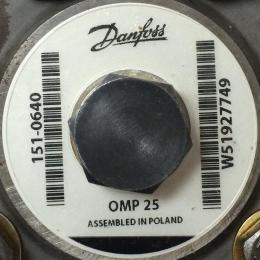 Danfoss
151-0640
W51927749
OMP 25
ASSEMBLED IN POLAND